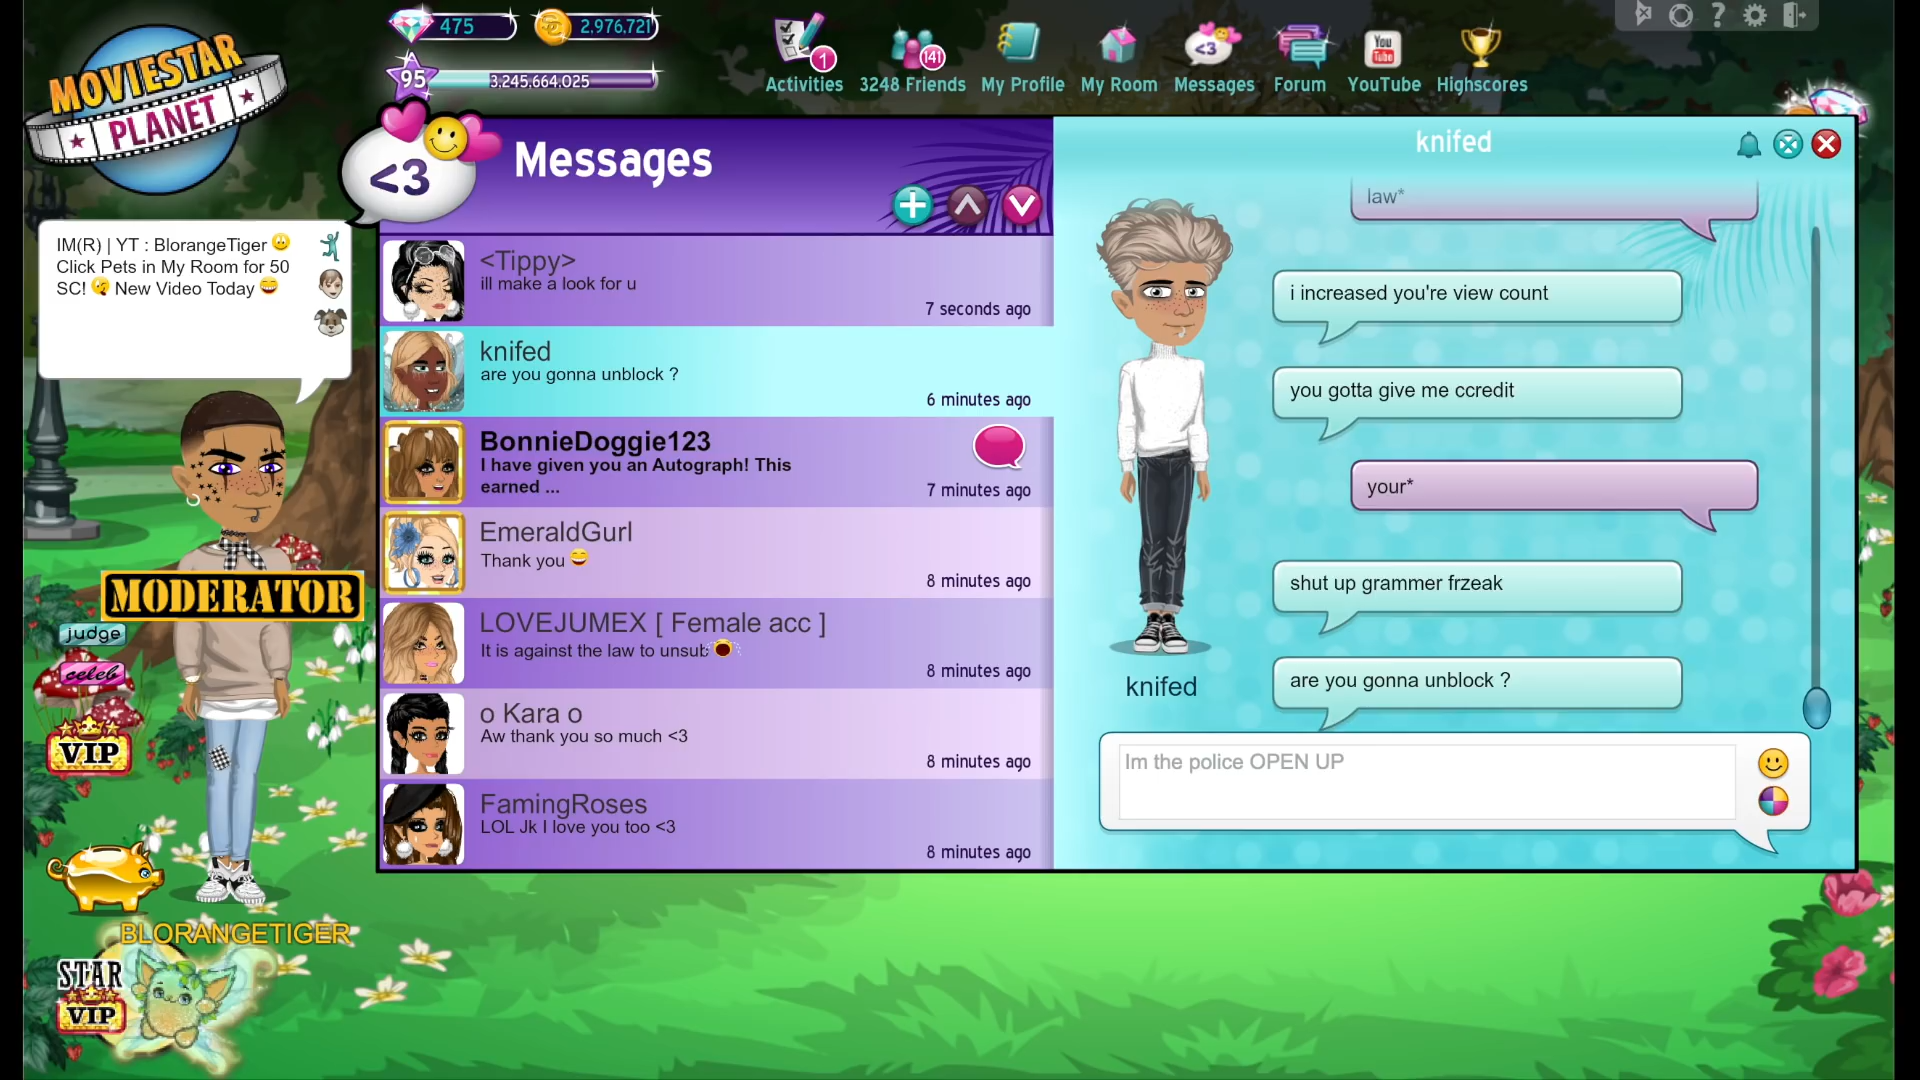 MOVIESTAR
PLANET
475
2,976,721
95
3.245.664.025
1
Activities
141
3248 Friends
My Profile
My Room
<3
Messages
Forum
You
Tube
YouTube
Highscores
?
IM(R) | YT : BlorangeTiger
Click Pets in My Room for 50
SC! New Video Today
MODERATOR
judge
celeb
VIP
BLORANGETIGER
STAR
VIP
<3
Messages
<Tippy>
ill make a look for u
7 seconds ago
knifed
are you gonna unblock ?
6 minutes ago
BonnieDoggie123
I have given you an Autograph! This
earned ...
7 minutes ago
EmeraldGurl
Thank you
8 minutes ago
LOVEJUMEX [ Female acc ]
It is against the law to unsub
8 minutes ago
o Kara o
Aw thank you so much <3
8 minutes ago
FamingRoses
LOL Jk I love you too <3
8 minutes ago
knifed
law*
i increased you're view count
you gotta give me ccredit
your*
shut up grammer frzeak
are you gonna unblock ?
knifed
Im the police OPEN UP